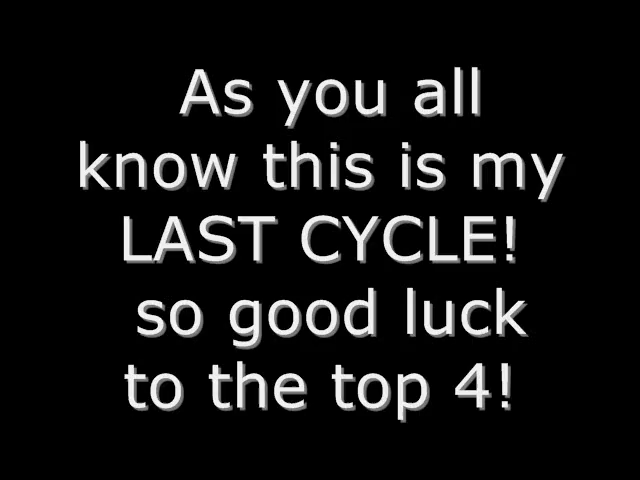 As you all
know this is my
LAST CYCLE!
so good luck
to the top 4!